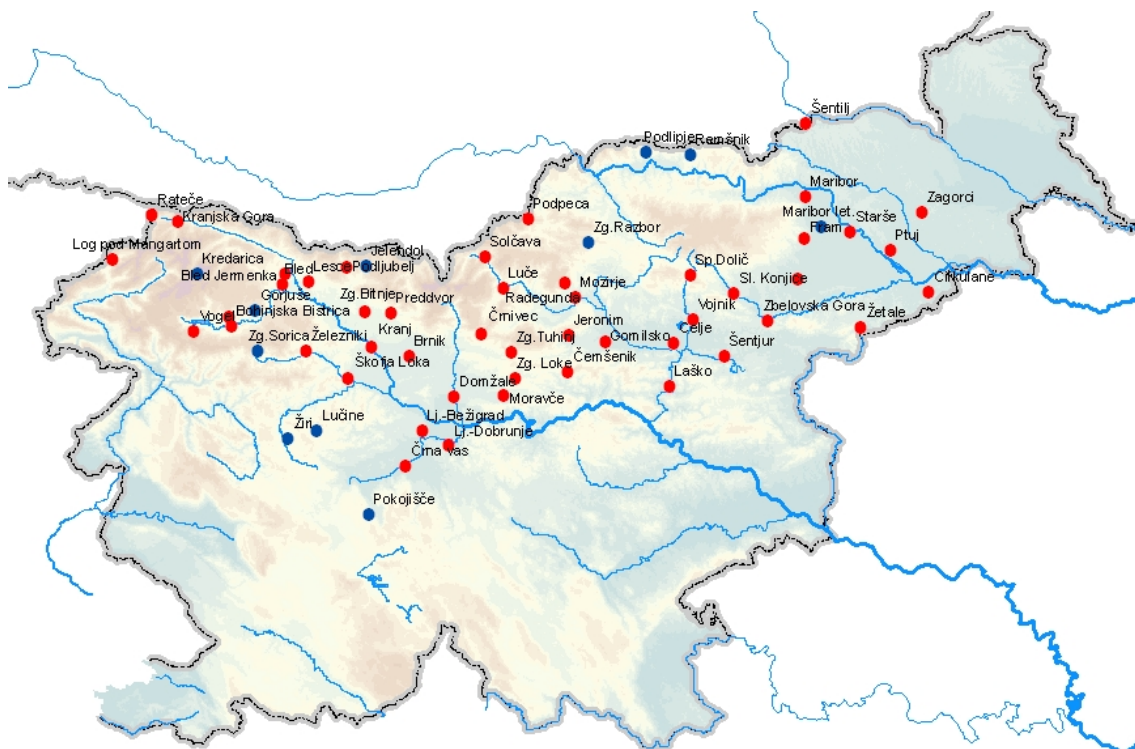 Šentilj
Podlipje
Remšnik
Maribor
Zagorci
Rateče
Kranjska Gora
Podpeca
Maribor let.
Starše
Fram
Ptuj
Zg.Razbor
Log pod Mangartom
Kredarica
Jelendol
Solčava
Sp.Dolič
Bled Jermenka
Bled
Lesce
Podljubelj
Luče
Mozirje
Sl. Konjice
Cirkulane
Gorjuše
Zg.Bitnje
Preddvor
Radegunda
Vojnik
Zbelovska Gora
Bohinjska Bistrica
Vogel
Kranj
Črnivec
Jeronim
Celje
Žetale
Zg.Sorica
Železniki
Brnik
Zg.Tuhinj
Gomilsko
Šentjur
Škofja Loka
Zg. Loke
Čemšenik
Laško
Domžale
Moravče
Lučine
Žiri
Lj.-Bežigrad
Lj.-Dobrunje
Črna vas
Pokojišče